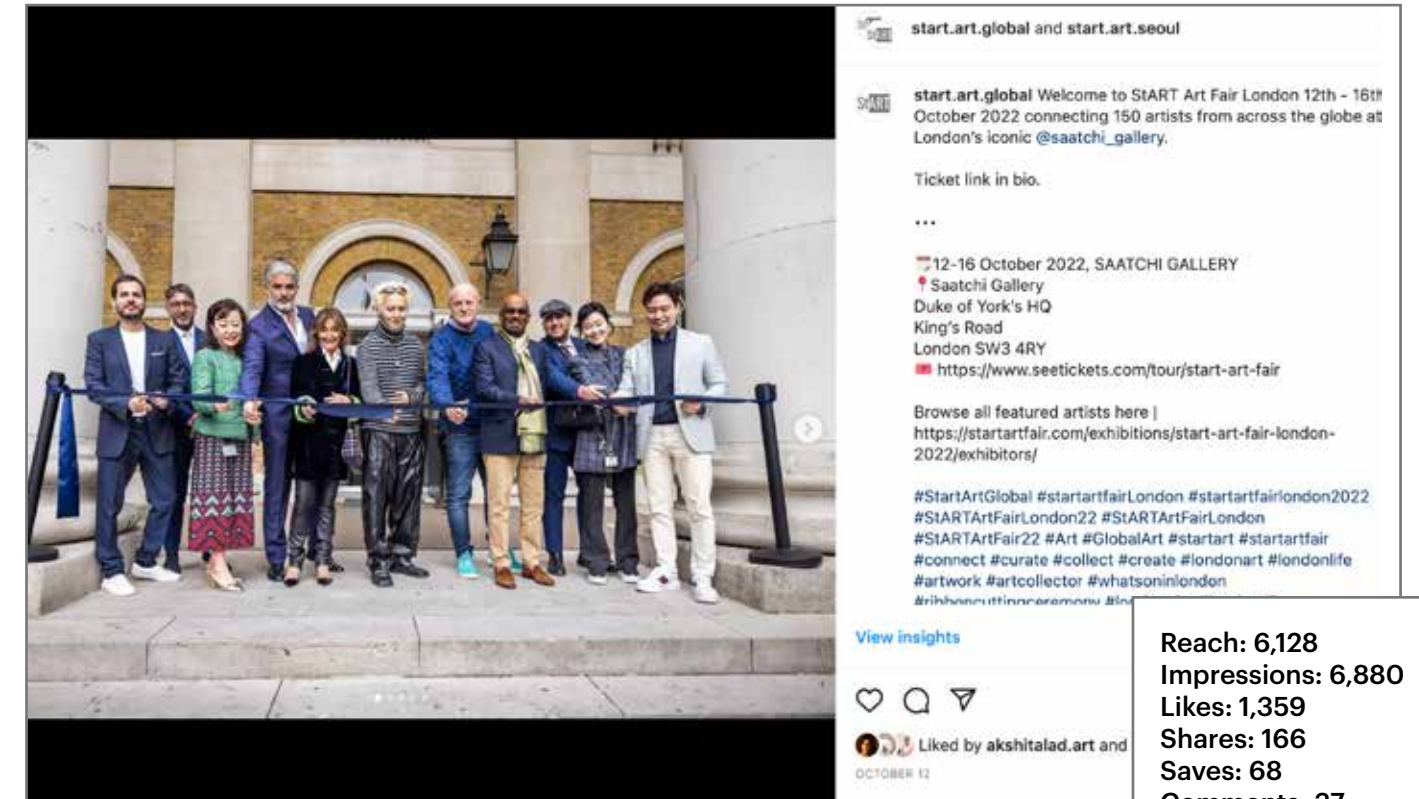 start.art.global and start.art.seoul
start.art.global Welcome to StART Art Fair London 12th - 16th
October 2022 connecting 150 artists from across the globe at
London's iconic @saatchi_gallery.
Ticket link in bio.
...
12-16 October 2022, SAATCHI GALLERY
Saatchi Gallery
Duke of York's HQ
King's Road
London SW3 4RY
https://www.seetickets.com/tour/start-art-fair
Browse all featured artists here |
https://startartfair.com/exhibitions/start-art-fair-london-
2022/exhibitors/
#StartArtGlobal #startartfairLondon #startartfairlondon2022
#StARTArtFairLondon22 #StARTArtFairLondon
#StARTArtFair22 #Art #GlobalArt #startart #startartfair
#connect #curate #collect #create #londonart #londonlife
#artwork #artcollector #whatsoninlondon
#ribboncuttingceremony
View insights
Liked by akshitalad.art and
OCTOBER 12
Reach: 6,128
Impressions: 6,880
Likes: 1,359
Shares: 166
Saves: 68